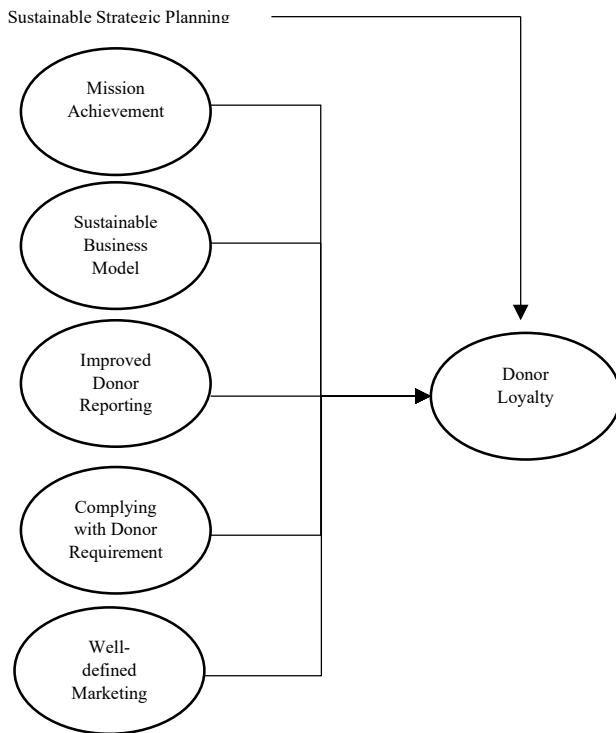 Sustainable Strategic Planning
Mission
Achievement
Sustainable
Business
Model
Improved
Donor
Reporting
Donor
Loyalty
Complying
with Donor
Requirement
Well-
defined
Marketing